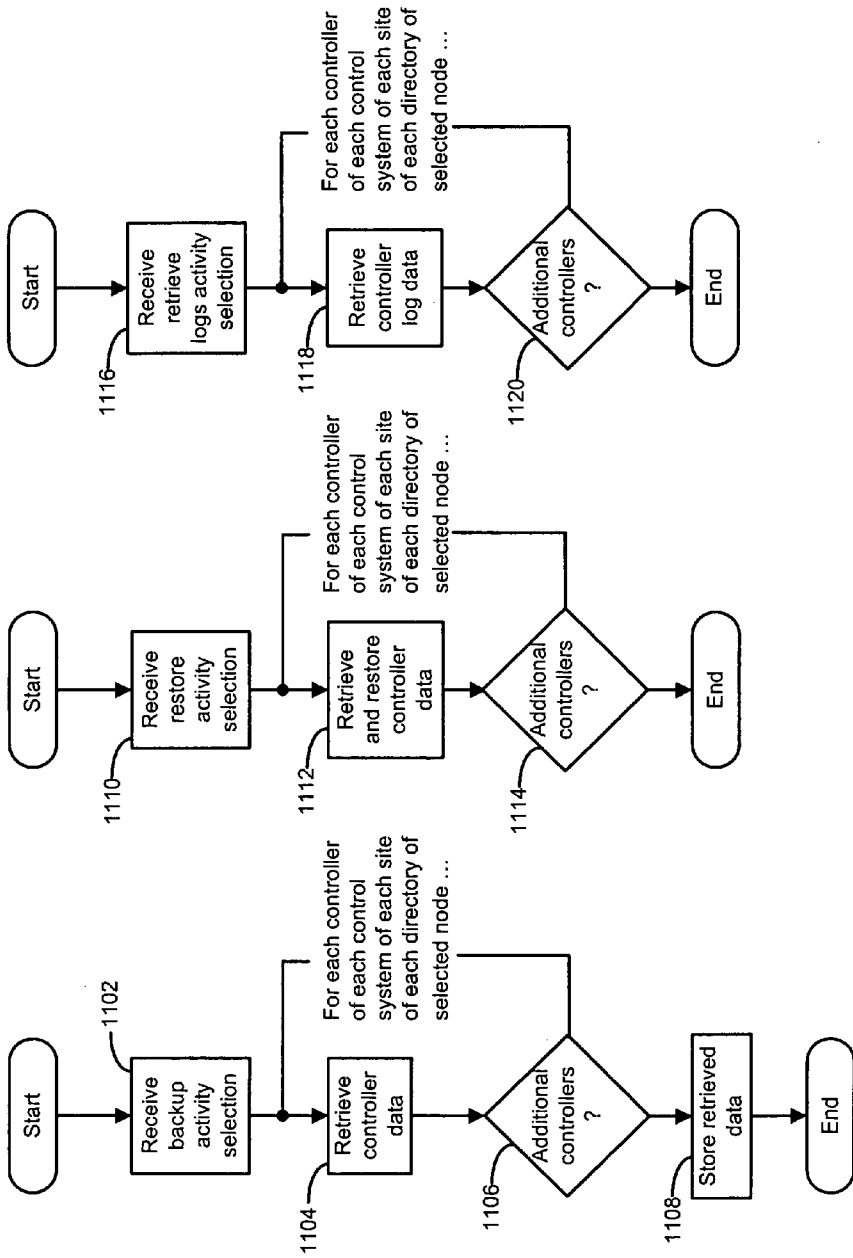 Start
1102
Receive
backup
activity
selection
For each controller
of each control
system of each site
of each directory of
selected node ...
1104
Retrieve
controller
data
1106
Additional
controllers
?
1108
Store retrieved
data
End
Start
1110
Receive
restore
activity
selection
For each controller
of each control
system of each site
of each directory of
selected node ...
1112
Retrieve
and restore
controller
data
1114
Additional
controllers
?
End
Start
1116
Receive
retrieve
logs activity
selection
For each controller
of each control
system of each site
of each directory of
selected node ...
1118
Retrieve
controller
log data
1120
Additional
controllers
?
End